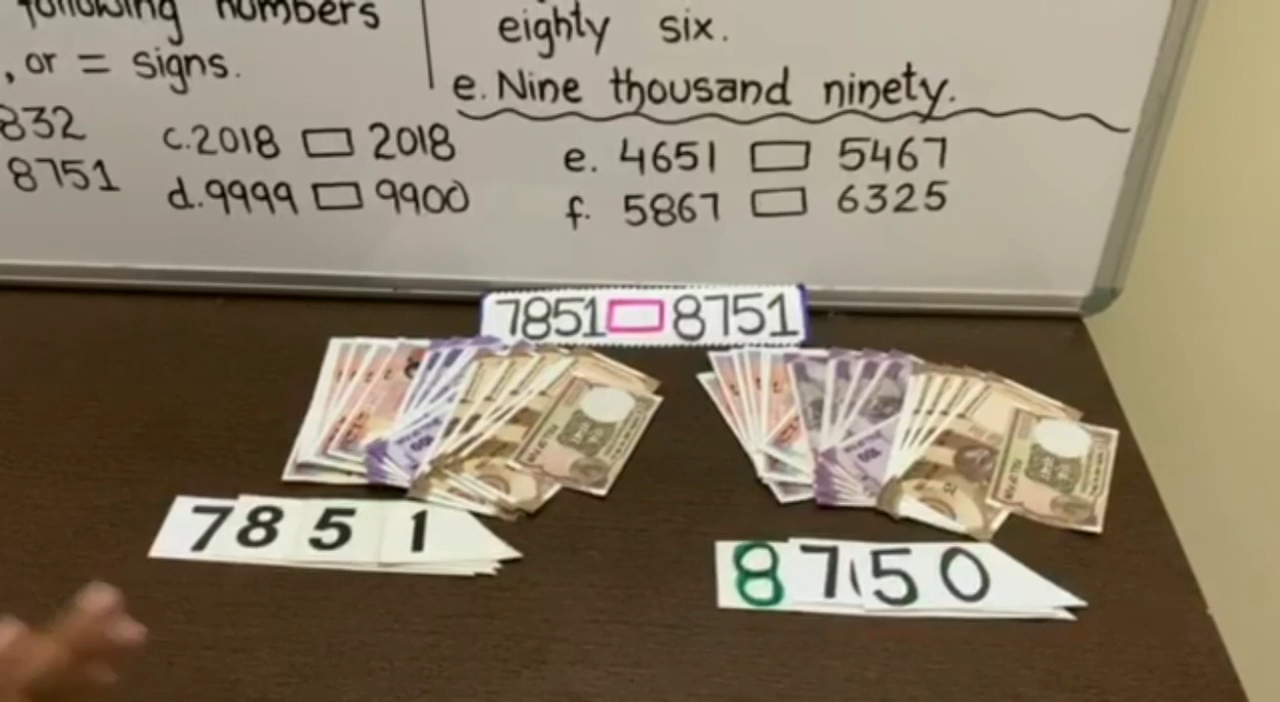 following numbers
, or = signs.
832
8751
c. 2018 □ 2018
d. 9999 □ 9900
eighty six.
e. Nine thousand ninety.
e. 4651 □ 5467
f. 5867 □ 6325
7851 □ 8751
7851
8750